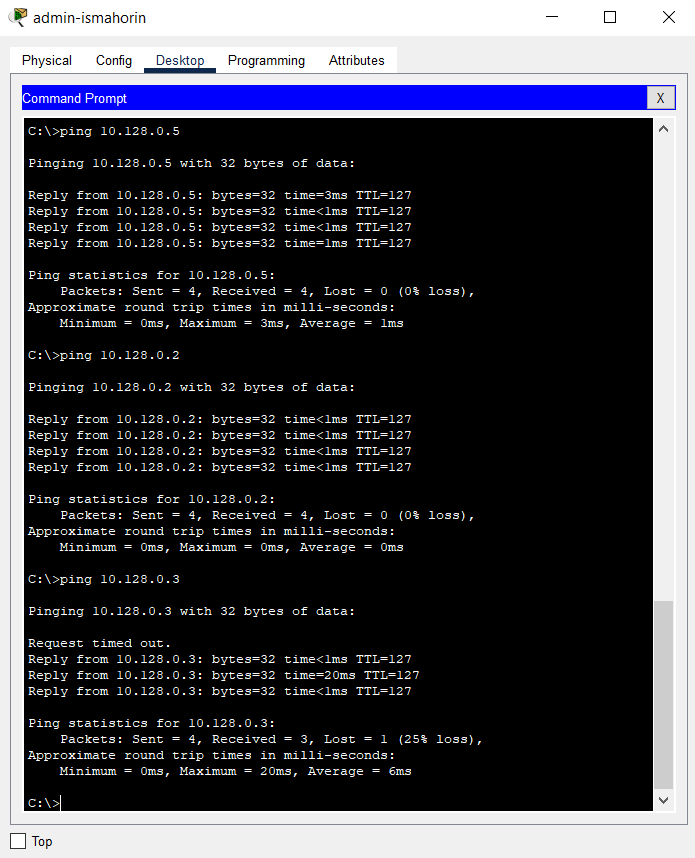 admin-ismahorin
Physical Config Desktop Programming Attributes
Command Prompt X
C:\>ping 10.128.0.5
Pinging 10.128.0.5 with 32 bytes of data:
Reply from 10.128.0.5: bytes=32 time=3ms TTL=127
Reply from 10.128.0.5: bytes=32 time<1ms TTL=127
Reply from 10.128.0.5: bytes=32 time<1ms TTL=127
Reply from 10.128.0.5: bytes=32 time=1ms TTL=127
Ping statistics for 10.128.0.5:
    Packets: Sent = 4, Received = 4, Lost = 0 (0% loss),
Approximate round trip times in milli-seconds:
    Minimum = 0ms, Maximum = 3ms, Average = 1ms
C:\>ping 10.128.0.2
Pinging 10.128.0.2 with 32 bytes of data:
Reply from 10.128.0.2: bytes=32 time<1ms TTL=127
Reply from 10.128.0.2: bytes=32 time<1ms TTL=127
Reply from 10.128.0.2: bytes=32 time<1ms TTL=127
Reply from 10.128.0.2: bytes=32 time<1ms TTL=127
Ping statistics for 10.128.0.2:
    Packets: Sent = 4, Received = 4, Lost = 0 (0% loss),
Approximate round trip times in milli-seconds:
    Minimum = 0ms, Maximum = 0ms, Average = 0ms
C:\>ping 10.128.0.3
Pinging 10.128.0.3 with 32 bytes of data:
Request timed out.
Reply from 10.128.0.3: bytes=32 time<1ms TTL=127
Reply from 10.128.0.3: bytes=32 time=20ms TTL=127
Reply from 10.128.0.3: bytes=32 time<1ms TTL=127
Ping statistics for 10.128.0.3:
    Packets: Sent = 4, Received = 3, Lost = 1 (25% loss),
Approximate round trip times in milli-seconds:
    Minimum = 0ms, Maximum = 20ms, Average = 6ms
C:\>
Top